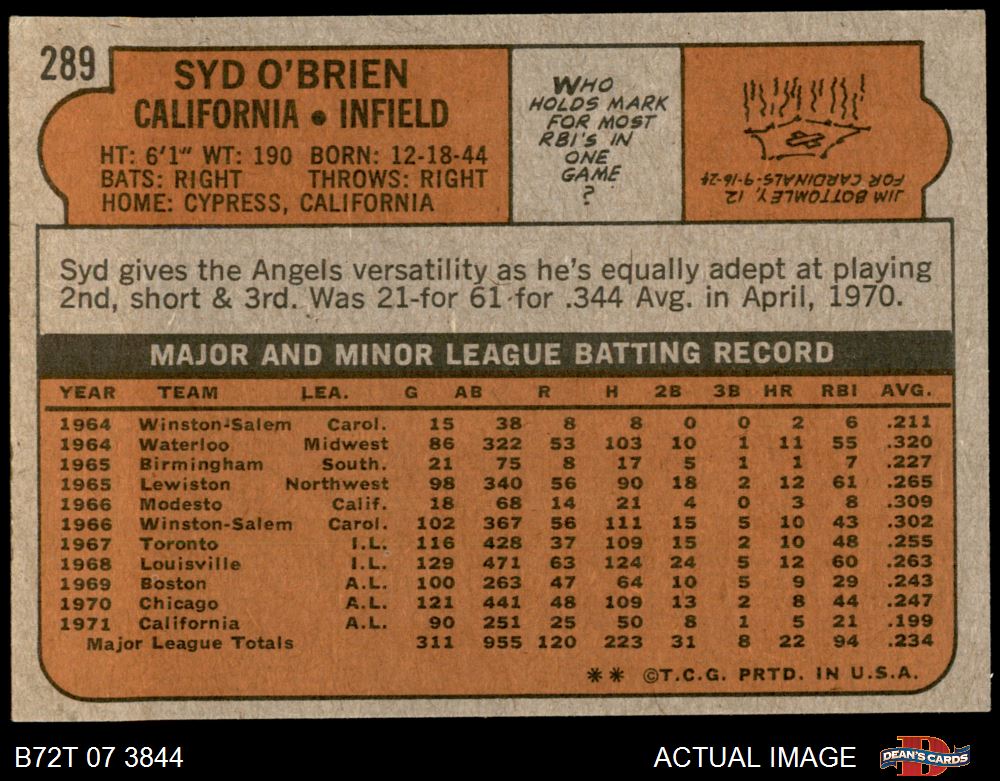 289
SYD O'BRIEN
CALIFORNIA • INFIELD
HT: 6'1" WT: 190 BORN: 12-18-44
BATS: RIGHT THROWS: RIGHT
HOME: CYPRESS, CALIFORNIA
WHO
HOLDS MARK
FOR MOST
RBI'S IN
ONE
GAME
?
JIM BOTTOMLEY, 12
FOR CARDINALS-9-16-24
Syd gives the Angels versatility as he's equally adept at playing
2nd, short & 3rd. Was 21-for 61 for .344 Avg. in April, 1970.
MAJOR AND MINOR LEAGUE BATTING RECORD
YEAR TEAM LEA. G AB R H 2B 3B HR RBI AVG.
1964 Winston-Salem Carol. 15 38 8 8 0 0 2 6 .211
1964 Waterloo Midwest 86 322 53 103 10 1 11 55 .320
1965 Birmingham South. 21 75 8 17 5 1 1 7 .227
1965 Lewiston Northwest 98 340 56 90 18 2 12 61 .265
1966 Modesto Calif. 18 68 14 21 4 0 3 8 .309
1966 Winston-Salem Carol. 102 367 56 111 15 5 10 43 .302
1967 Toronto I.L. 116 428 37 109 15 2 10 48 .255
1968 Louisville I.L. 129 471 63 124 24 5 12 60 .263
1969 Boston A.L. 100 263 47 64 10 5 9 29 .243
1970 Chicago A.L. 121 441 48 109 13 2 8 44 .247
1971 California A.L. 90 251 25 50 8 1 5 21 .199
Major League Totals 311 955 120 223 31 8 22 94 .234
** ©T.C.G. PRTD. IN U.S.A.
B72T 07 3844
ACTUAL IMAGE
DEAN'S CARDS